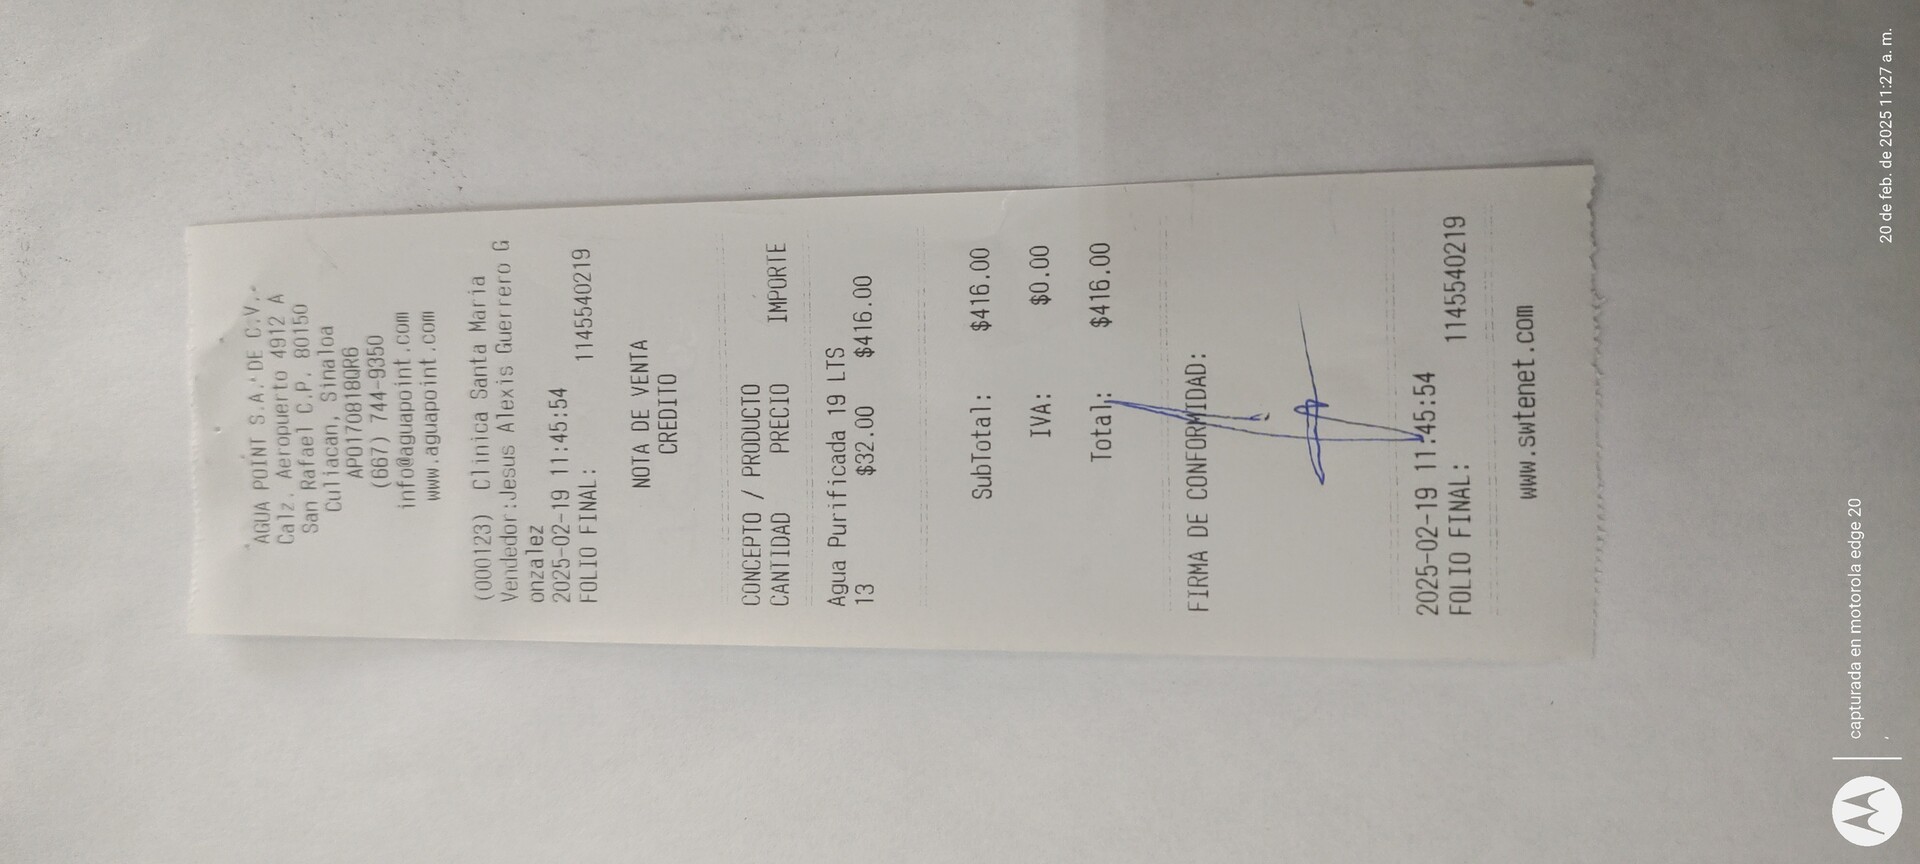 AGUA POINT S.A. DE C.V.
Calz. Aeropuerto 4912 A
San Rafael C.P. 80150
Culiacan, Sinaloa
APO170818QR6
(667) 744-9350
info@aguapoint.com
www.aguapoint.com
(000123) Clinica Santa Maria
Vendedor:Jesus Alexis Guerrero G
onzalez
2025-02-19 11:45:54
FOLIO FINAL: 1145540219
NOTA DE VENTA
CREDITO
CONCEPTO / PRODUCTO
CANTIDAD PRECIO IMPORTE
Agua Purificada 19 LTS
13 $32.00 $416.00
SubTotal: $416.00
IVA: $0.00
Total: $416.00
FIRMA DE CONFORMIDAD:
2025-02-19 11:45:54
FOLIO FINAL: 1145540219
www.swtenet.com
capturada en motorola edge 20
20 de feb. de 2025 11:27 a. m.